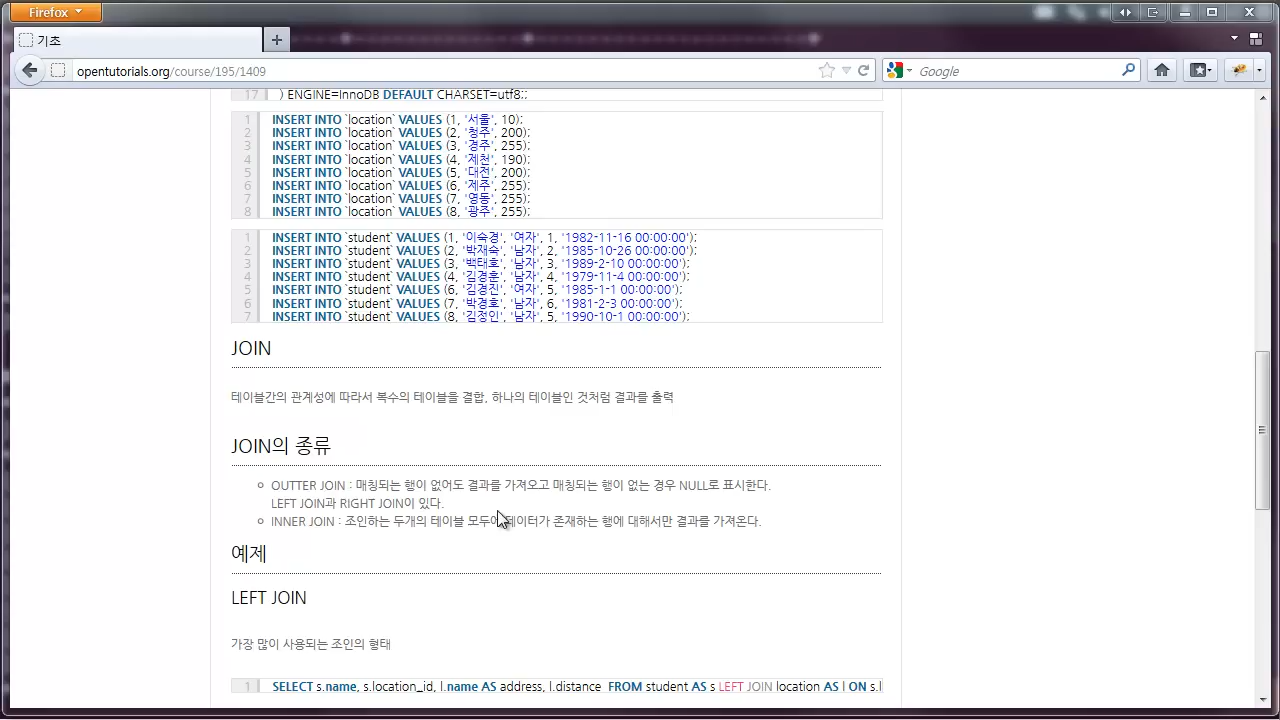 Firefox
기초
opentutorials.org/course/195/1409
Google
17 ) ENGINE=InnoDB DEFAULT CHARSET=utf8;;
1 INSERT INTO `location` VALUES (1, '서울', 10);
2 INSERT INTO `location` VALUES (2, '청주', 200);
3 INSERT INTO `location` VALUES (3, '경주', 255);
4 INSERT INTO `location` VALUES (4, '제천', 190);
5 INSERT INTO `location` VALUES (5, '대전', 200);
6 INSERT INTO `location` VALUES (6, '제주', 255);
7 INSERT INTO `location` VALUES (7, '영동', 255);
8 INSERT INTO `location` VALUES (8, '광주', 255);
1 INSERT INTO `student` VALUES (1, '이숙경', '여자', 1, '1982-11-16 00:00:00');
2 INSERT INTO `student` VALUES (2, '박재숙', '남자', 2, '1985-10-26 00:00:00');
3 INSERT INTO `student` VALUES (3, '백태호', '남자', 3, '1989-2-10 00:00:00');
4 INSERT INTO `student` VALUES (4, '김경훈', '남자', 4, '1979-11-4 00:00:00');
5 INSERT INTO `student` VALUES (6, '김경진', '여자', 5, '1985-1-1 00:00:00');
6 INSERT INTO `student` VALUES (7, '박경호', '남자', 6, '1981-2-3 00:00:00');
7 INSERT INTO `student` VALUES (8, '김정인', '남자', 5, '1990-10-1 00:00:00');
JOIN
테이블간의 관계성에 따라서 복수의 테이블을 결합, 하나의 테이블인 것처럼 결과를 출력
JOIN의 종류
OUTTER JOIN : 매칭되는 행이 없어도 결과를 가져오고 매칭되는 행이 없는 경우 NULL로 표시한다.
LEFT JOIN과 RIGHT JOIN이 있다.
INNER JOIN : 조인하는 두개의 테이블 모두에 데이터가 존재하는 행에 대해서만 결과를 가져온다.
예제
LEFT JOIN
가장 많이 사용되는 조인의 형태
1 SELECT s.name, s.location_id, l.name AS address, l.distance FROM student AS s LEFT JOIN location AS l ON s.l